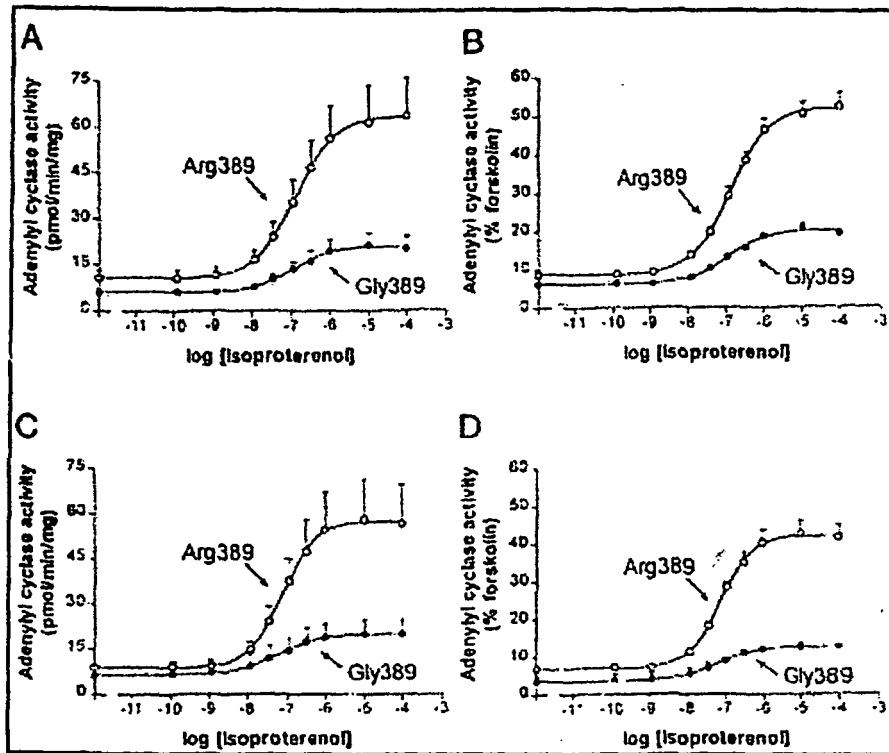 A
Adenylyl cyclase activity
(pmol/min/mg)
75
60
45
30
15
0
Arg389
Gly389
-11 -10 -9 -8 -7 -6 -5 -4 -3
log [Isoproterenol]
B
Adenylyl cyclase activity
(% forskolin)
60
50
40
30
20
10
0
Arg389
Gly389
-11 -10 -9 -8 -7 -6 -5 -4 -3
log [Isoproterenol]
C
Adenylyl cyclase activity
(pmol/min/mg)
75
60
45
30
15
0
Arg389
Gly389
-11 -10 -9 -8 -7 -6 -5 -4 -3
log [Isoproterenol]
D
Adenylyl cyclase activity
(% forskolin)
60
50
40
30
20
10
0
Arg389
Gly389
-11 -10 -9 -8 -7 -6 -5 -4 -3
log [Isoproterenol]